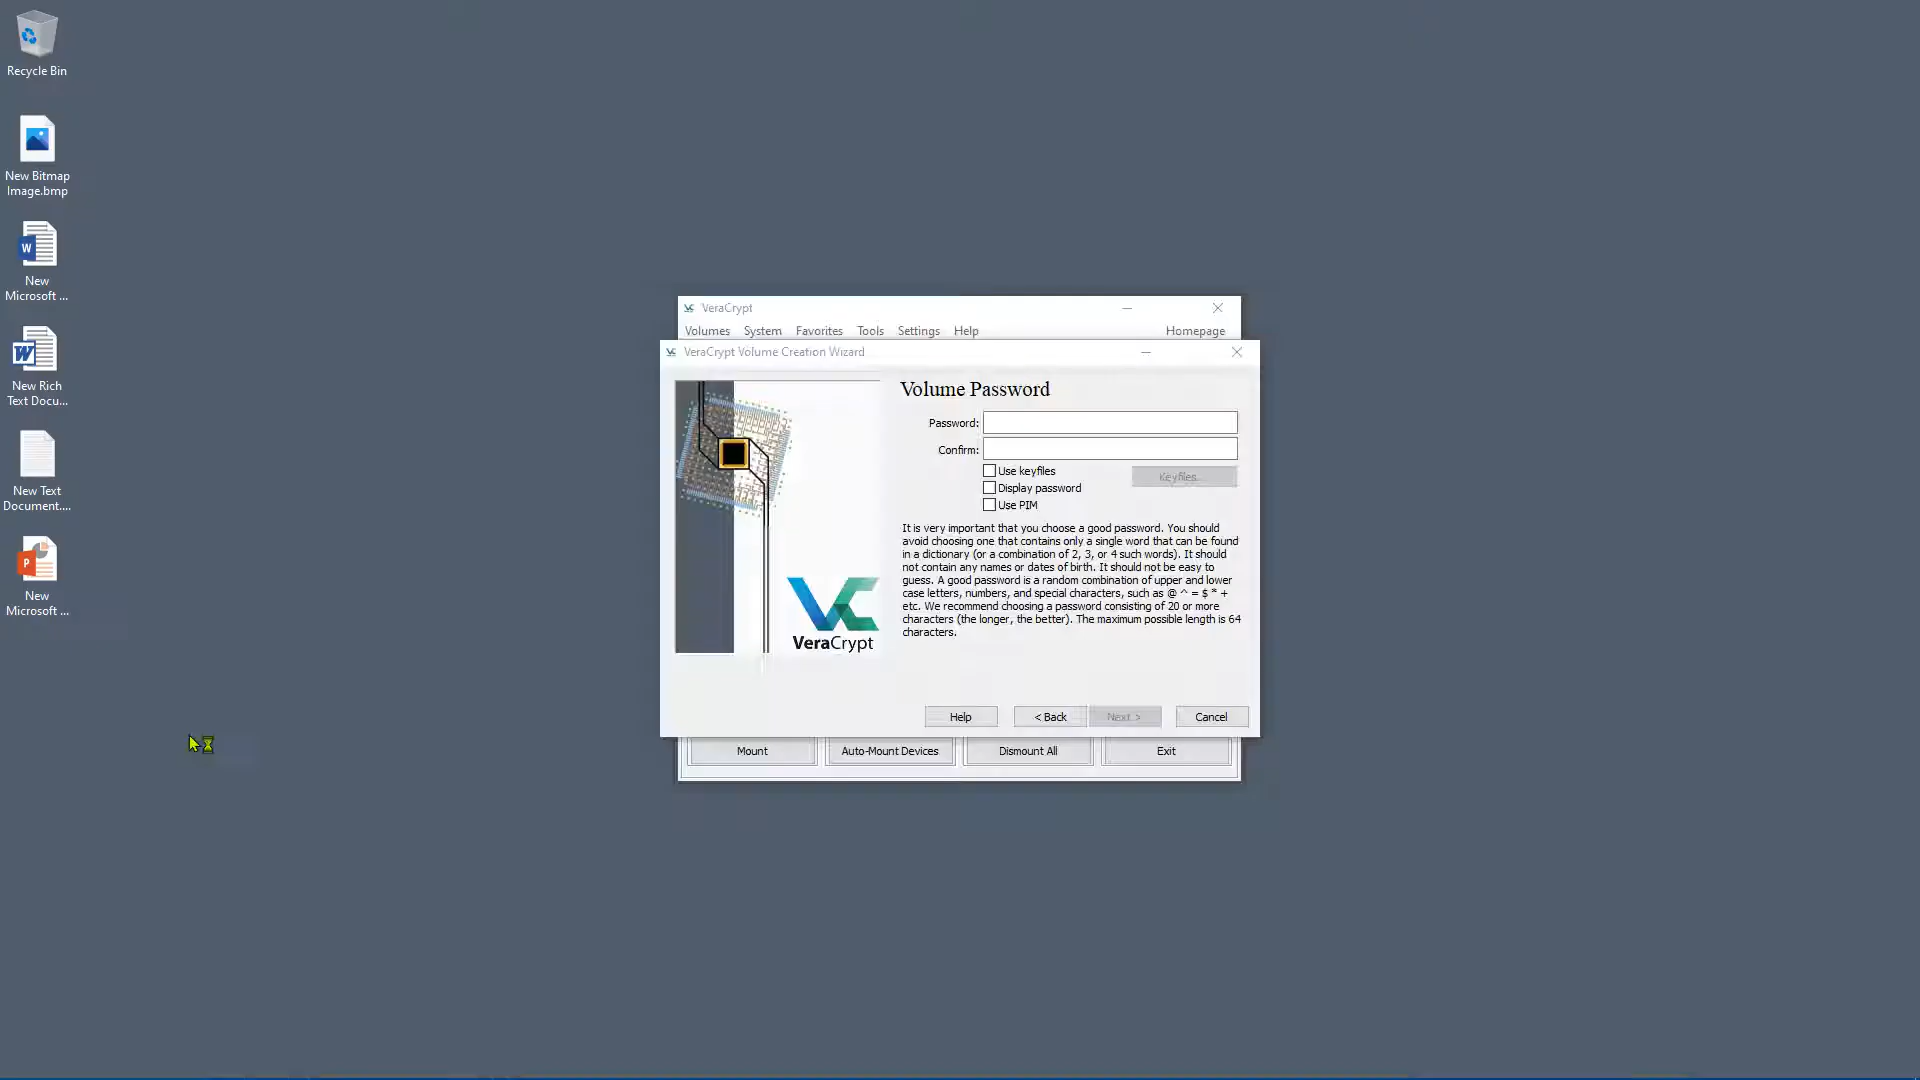 Recycle Bin
New Bitmap
Image.bmp
New
Microsoft ...
New Rich
Text Docu...
New Text
Document....
New
Microsoft ...
VeraCrypt
Volumes System Favorites Tools Settings Help Homepage
VeraCrypt Volume Creation Wizard
Volume Password
Password:
Confirm:
Use keyfiles
Keyfiles...
Display password
Use PIM
It is very important that you choose a good password. You should
avoid choosing one that contains only a single word that can be found
in a dictionary (or a combination of 2, 3, or 4 such words). It should
not contain any names or dates of birth. It should not be easy to
guess. A good password is a random combination of upper and lower
case letters, numbers, and special characters, such as @ ^ = $ * +
etc. We recommend choosing a password consisting of 20 or more
characters (the longer, the better). The maximum possible length is 64
characters.
VeraCrypt
Help < Back Next > Cancel
Mount Auto-Mount Devices Dismount All Exit